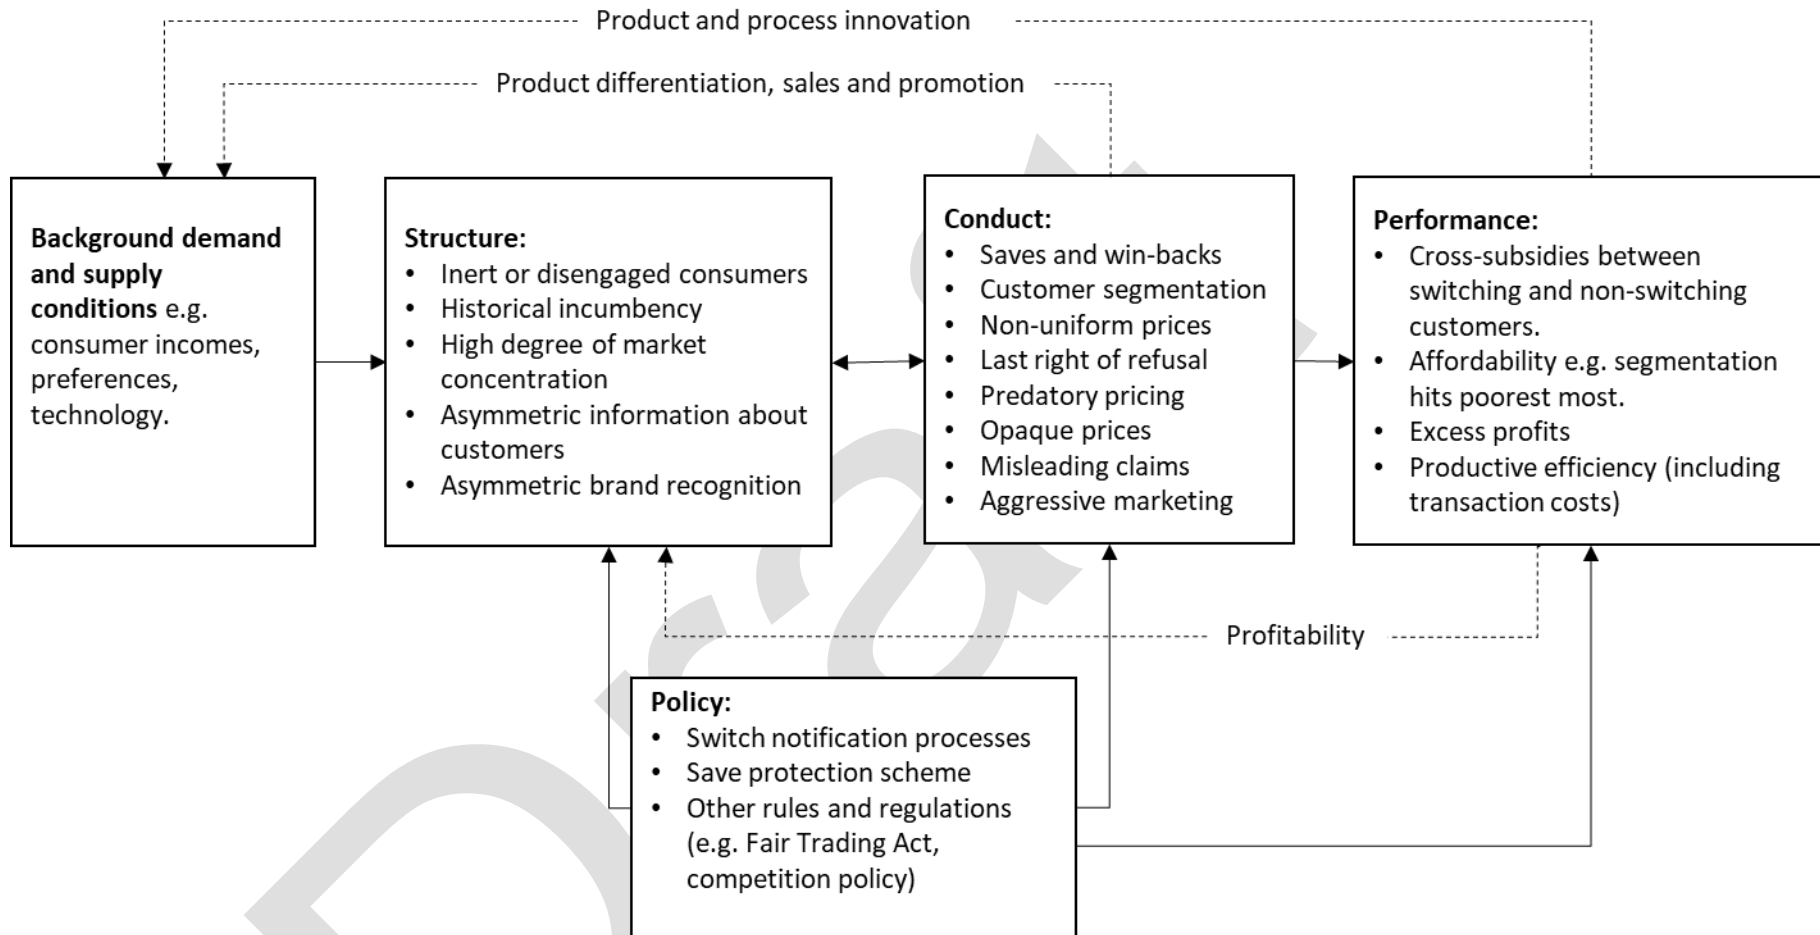 Product and process innovation
Product differentiation, sales and promotion
Background demand
and supply
conditions e.g.
consumer incomes,
preferences,
technology.
Structure:
• Inert or disengaged consumers
• Historical incumbency
• High degree of market
concentration
• Asymmetric information about
customers
• Asymmetric brand recognition
Conduct:
• Saves and win-backs
• Customer segmentation
• Non-uniform prices
• Last right of refusal
• Predatory pricing
• Opaque prices
• Misleading claims
• Aggressive marketing
Performance:
• Cross-subsidies between
switching and non-switching
customers.
• Affordability e.g. segmentation
hits poorest most.
• Excess profits
• Productive efficiency (including
transaction costs)
Profitability
Policy:
• Switch notification processes
• Save protection scheme
• Other rules and regulations
(e.g. Fair Trading Act,
competition policy)
Draft